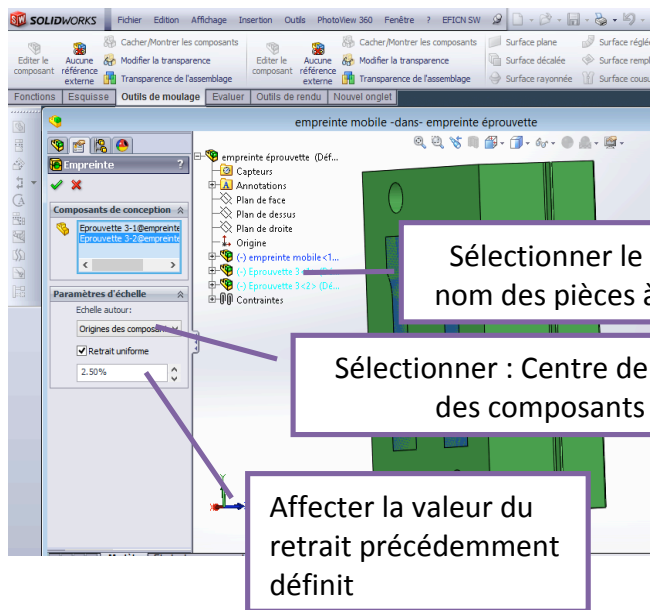 SOLIDWORKS Fichier Edition Affichage Insertion Outils PhotoView 360 Fenêtre ? EFICN SW
Editer le composant
Aucune référence externe
Cacher/Montrer les composants
Modifier la transparence
Transparence de l'assemblage
Editer le composant
Aucune référence externe
Cacher/Montrer les composants
Modifier la transparence
Transparence de l'assemblage
Surface plane
Surface décalée
Surface rayonnée
Surface réglée
Surface rempl
Surface cousu
Fonctions Esquisse Outils de moulage Evaluer Outils de rendu Nouvel onglet
empreinte mobile -dans- empreinte éprouvette
Empreinte ?
Composants de conception
Eprouvette 3-1@empreinte
Eprouvette 3-2@empreinte
Paramètres d'échelle
Echelle autour:
Origines des composants
Retrait uniforme
2.50%
empreinte éprouvette (Déf...
Capteurs
Annotations
Plan de face
Plan de dessus
Plan de droite
Origine
(-) empreinte mobile<1...
(-) Eprouvette 3
(-) Eprouvette 3<2> (Dé...
Contraintes
Sélectionner le
nom des pièces à
Sélectionner : Centre de
des composants
Affecter la valeur du
retrait précédemment
définit